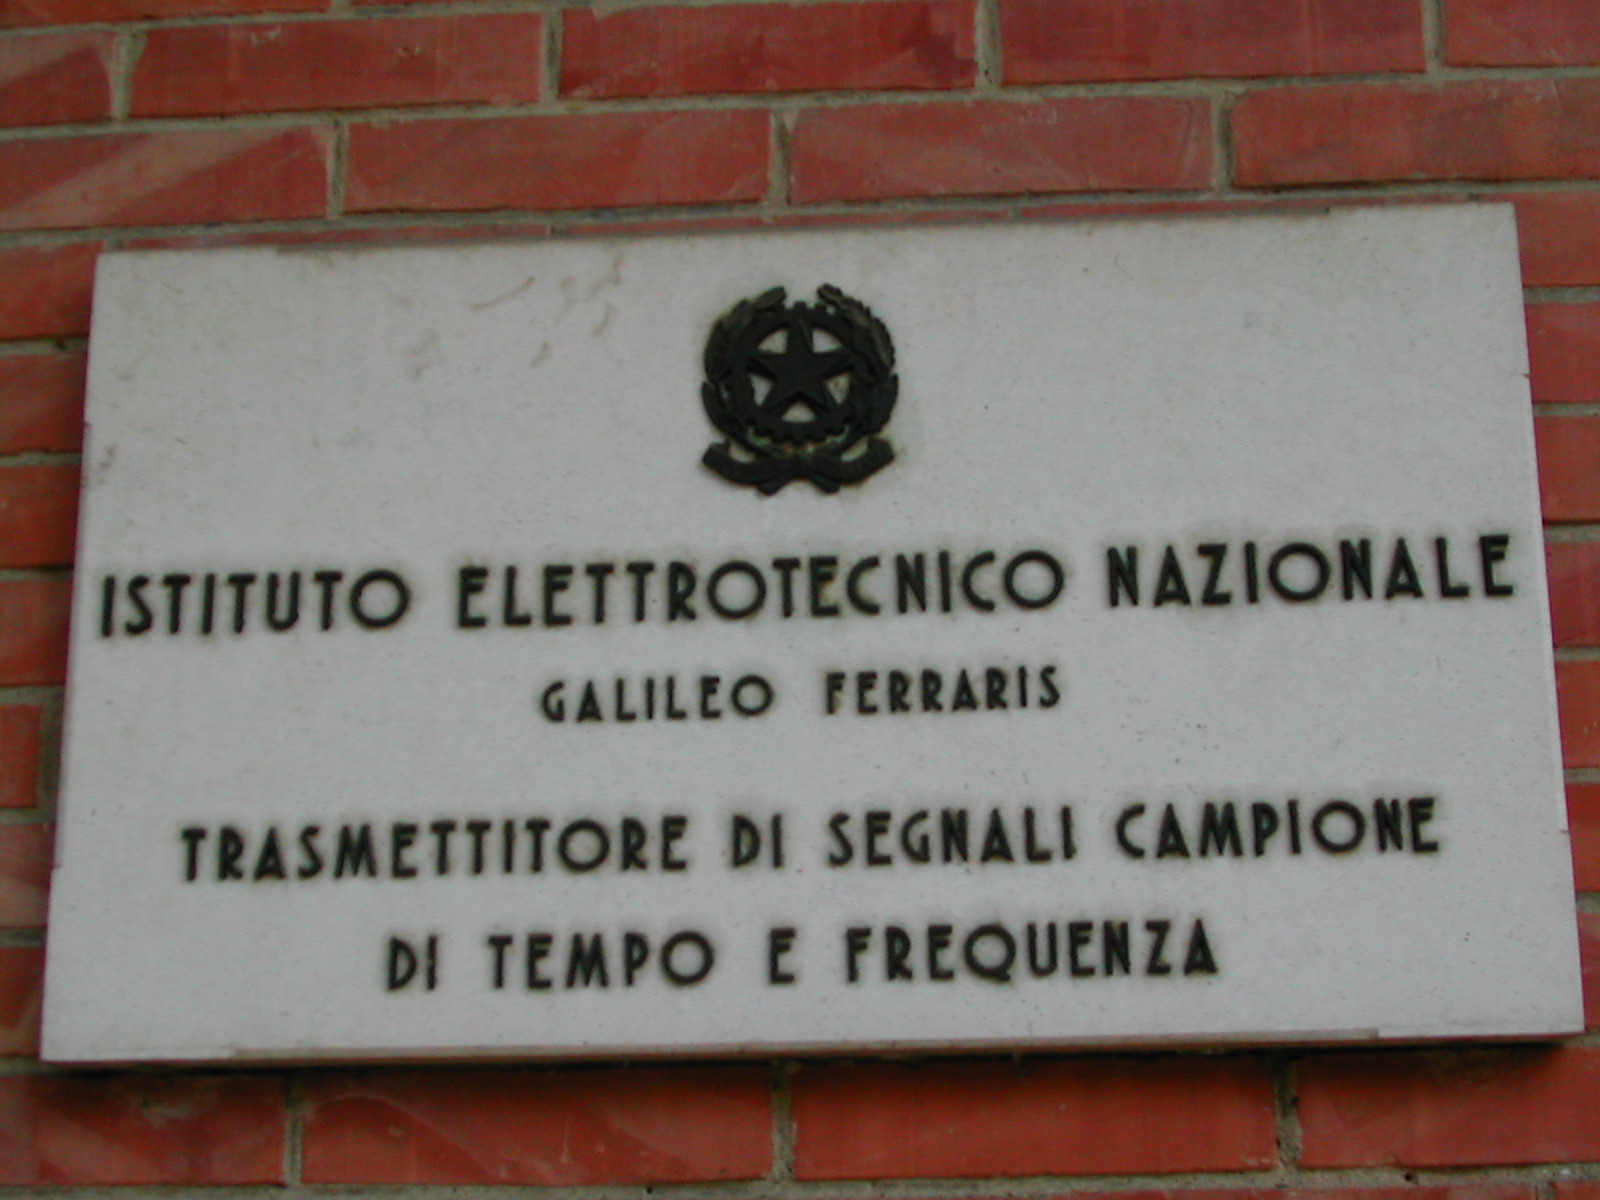 ISTITUTO ELETTROTECNICO NAZIONALE
GALILEO FERRARIS
TRASMETTITORE DI SEGNALI CAMPIONE
DI TEMPO E FREQUENZA